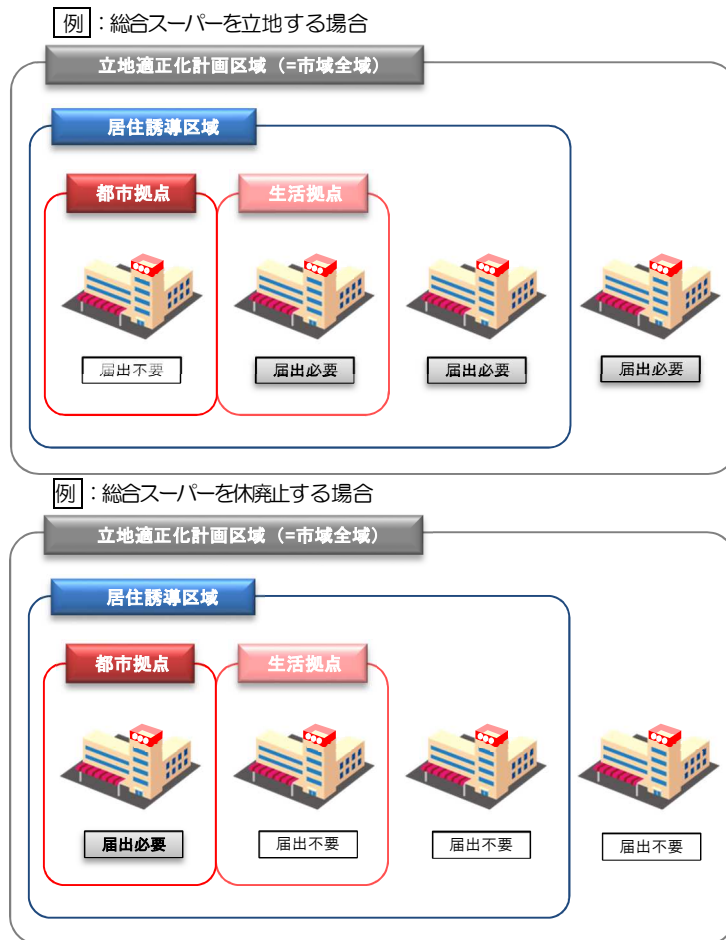 例：総合スーパーを立地する場合
立地適正化計画区域（=市域全域）
居住誘導区域
都市拠点
生活拠点
届出不要
届出必要
届出必要
届出必要
例：総合スーパーを休廃止する場合
立地適正化計画区域（=市域全域）
居住誘導区域
都市拠点
生活拠点
届出必要
届出不要
届出不要
届出不要